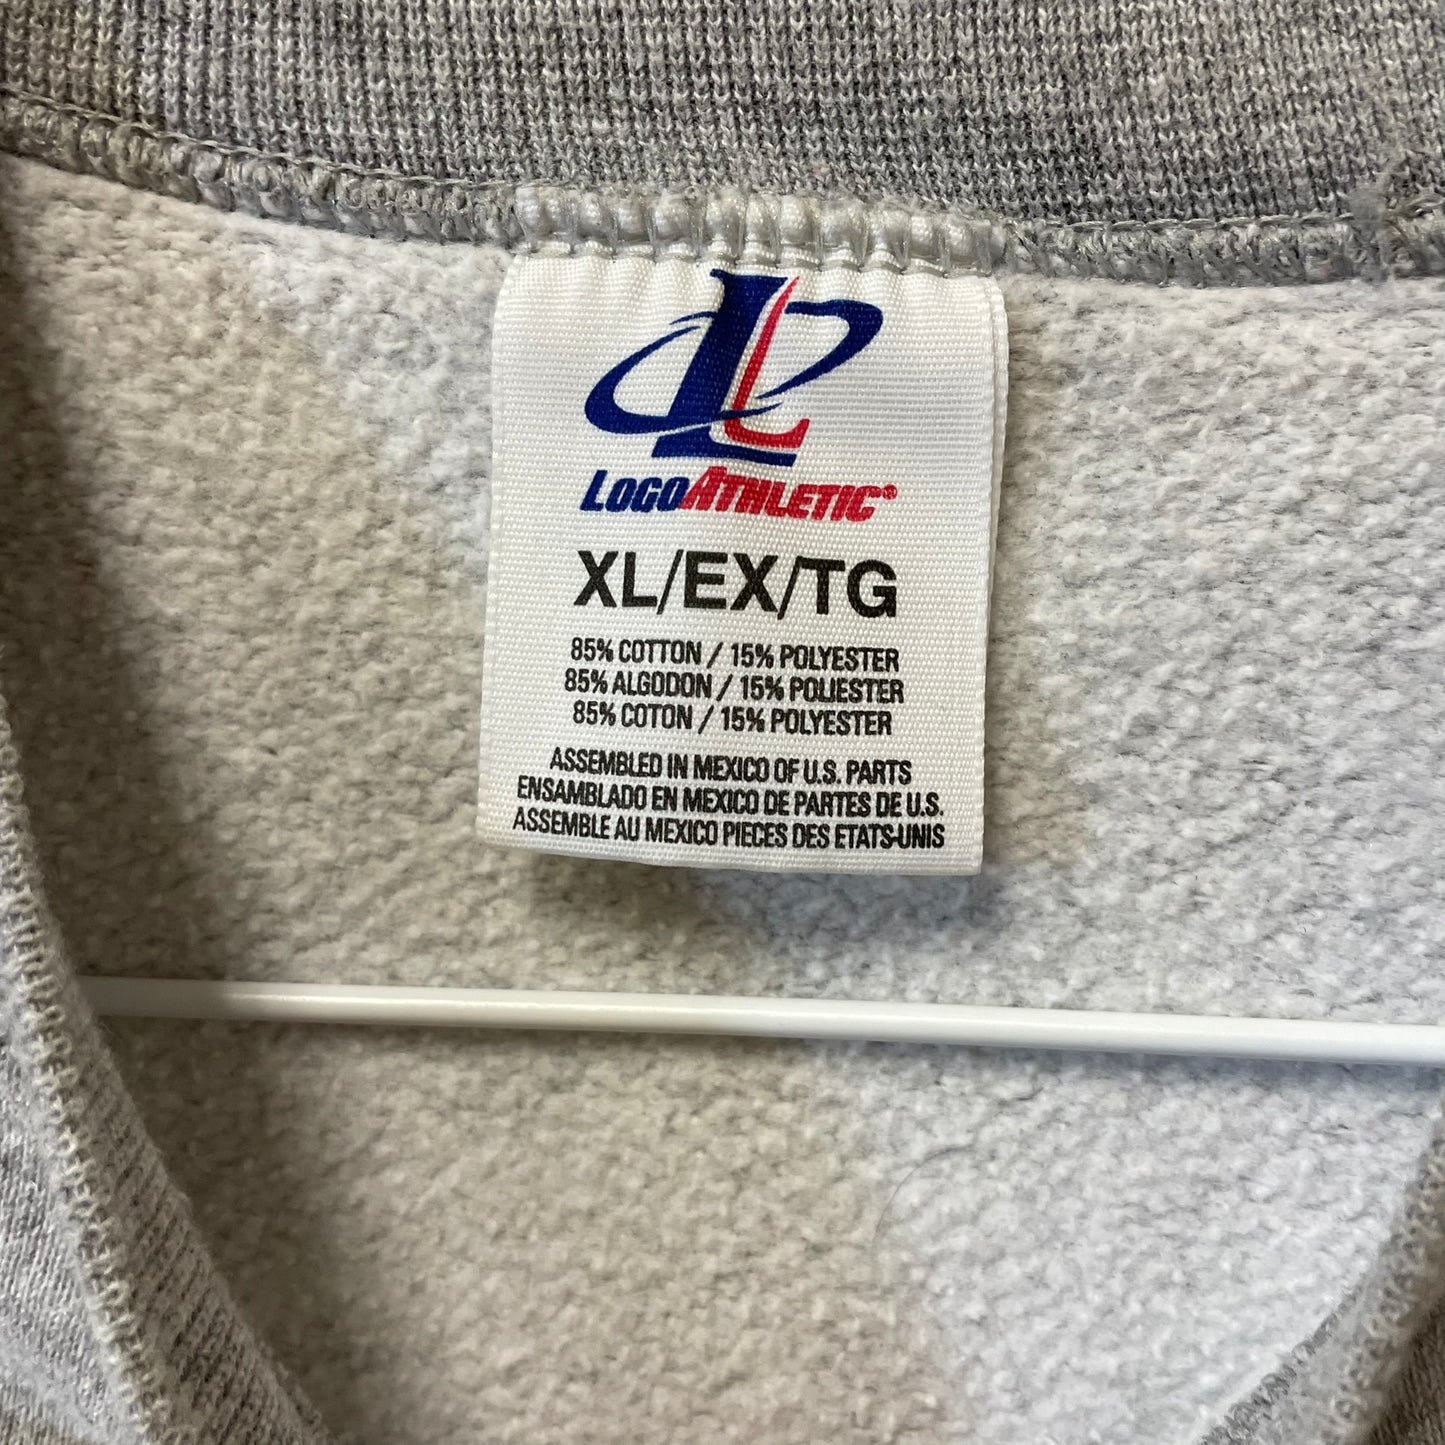 LOGOATHLETIC®
XL/EX/TG
85% COTTON / 15% POLYESTER
85% ALGODON / 15% POLIESTER
85% COTON / 15% POLYESTER
ASSEMBLED IN MEXICO OF U.S. PARTS
ENSAMBLADO EN MEXICO DE PARTES DE U.S.
ASSEMBLE AU MEXICO PIECES DES ETATS-UNIS